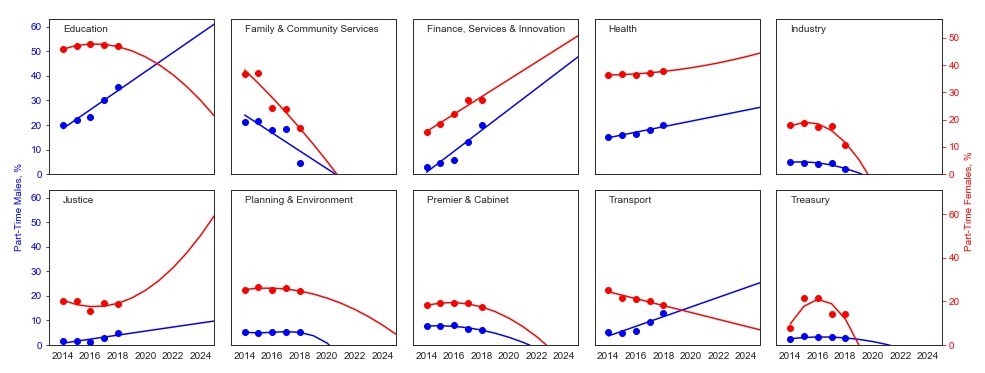 Education
Family & Community Services
Finance, Services & Innovation
Health
Industry
60
50
40
30
20
10
0
50
40
30
20
10
0
Part-Time Males, %
Part-Time Females, %
Justice
Planning & Environment
Premier & Cabinet
Transport
Treasury
60
50
40
30
20
10
0
60
40
20
0
2014 2016 2018 2020 2022 2024
2014 2016 2018 2020 2022 2024
2014 2016 2018 2020 2022 2024
2014 2016 2018 2020 2022 2024
2014 2016 2018 2020 2022 2024